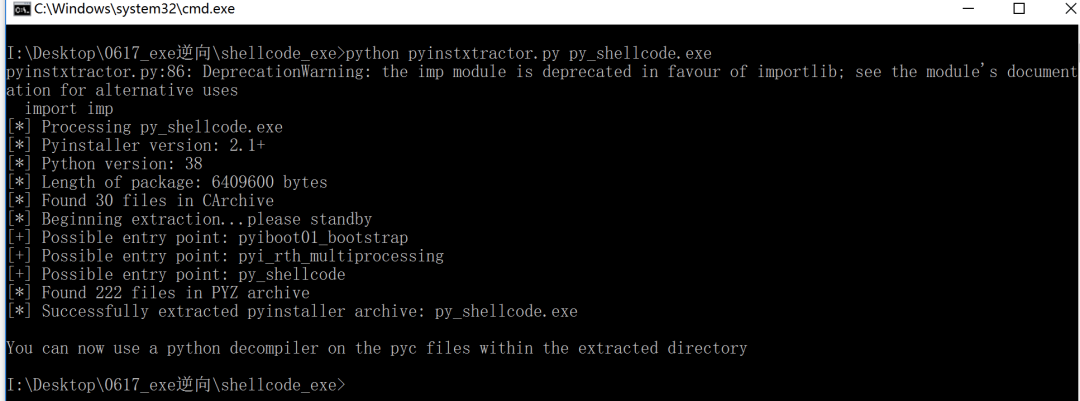 C:\Windows\system32\cmd.exe
I:\Desktop\0617_exe逆向\shellcode_exe>python pyinstxtractor.py py_shellcode.exe
pyinstxtractor.py:86: DeprecationWarning: the imp module is deprecated in favour of importlib; see the module's document
ation for alternative uses
  import imp
[*] Processing py_shellcode.exe
[*] Pyinstaller version: 2.1+
[*] Python version: 38
[*] Length of package: 6409600 bytes
[*] Found 30 files in CArchive
[*] Beginning extraction...please standby
[+] Possible entry point: pyiboot01_bootstrap
[+] Possible entry point: pyi_rth_multiprocessing
[+] Possible entry point: py_shellcode
[*] Found 222 files in PYZ archive
[*] Successfully extracted pyinstaller archive: py_shellcode.exe
You can now use a python decompiler on the pyc files within the extracted directory
I:\Desktop\0617_exe逆向\shellcode_exe>